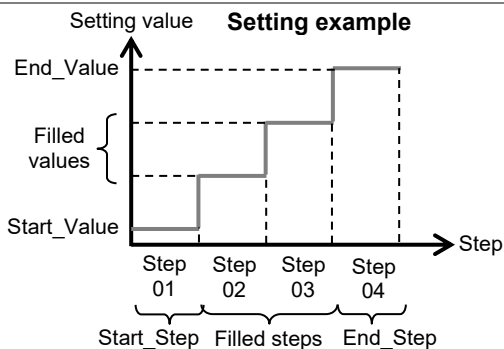 Setting value
Setting example
End_Value
Filled
values
Start_Value
Step
Step Step Step Step
01 02 03 04
Start_Step Filled steps End_Step